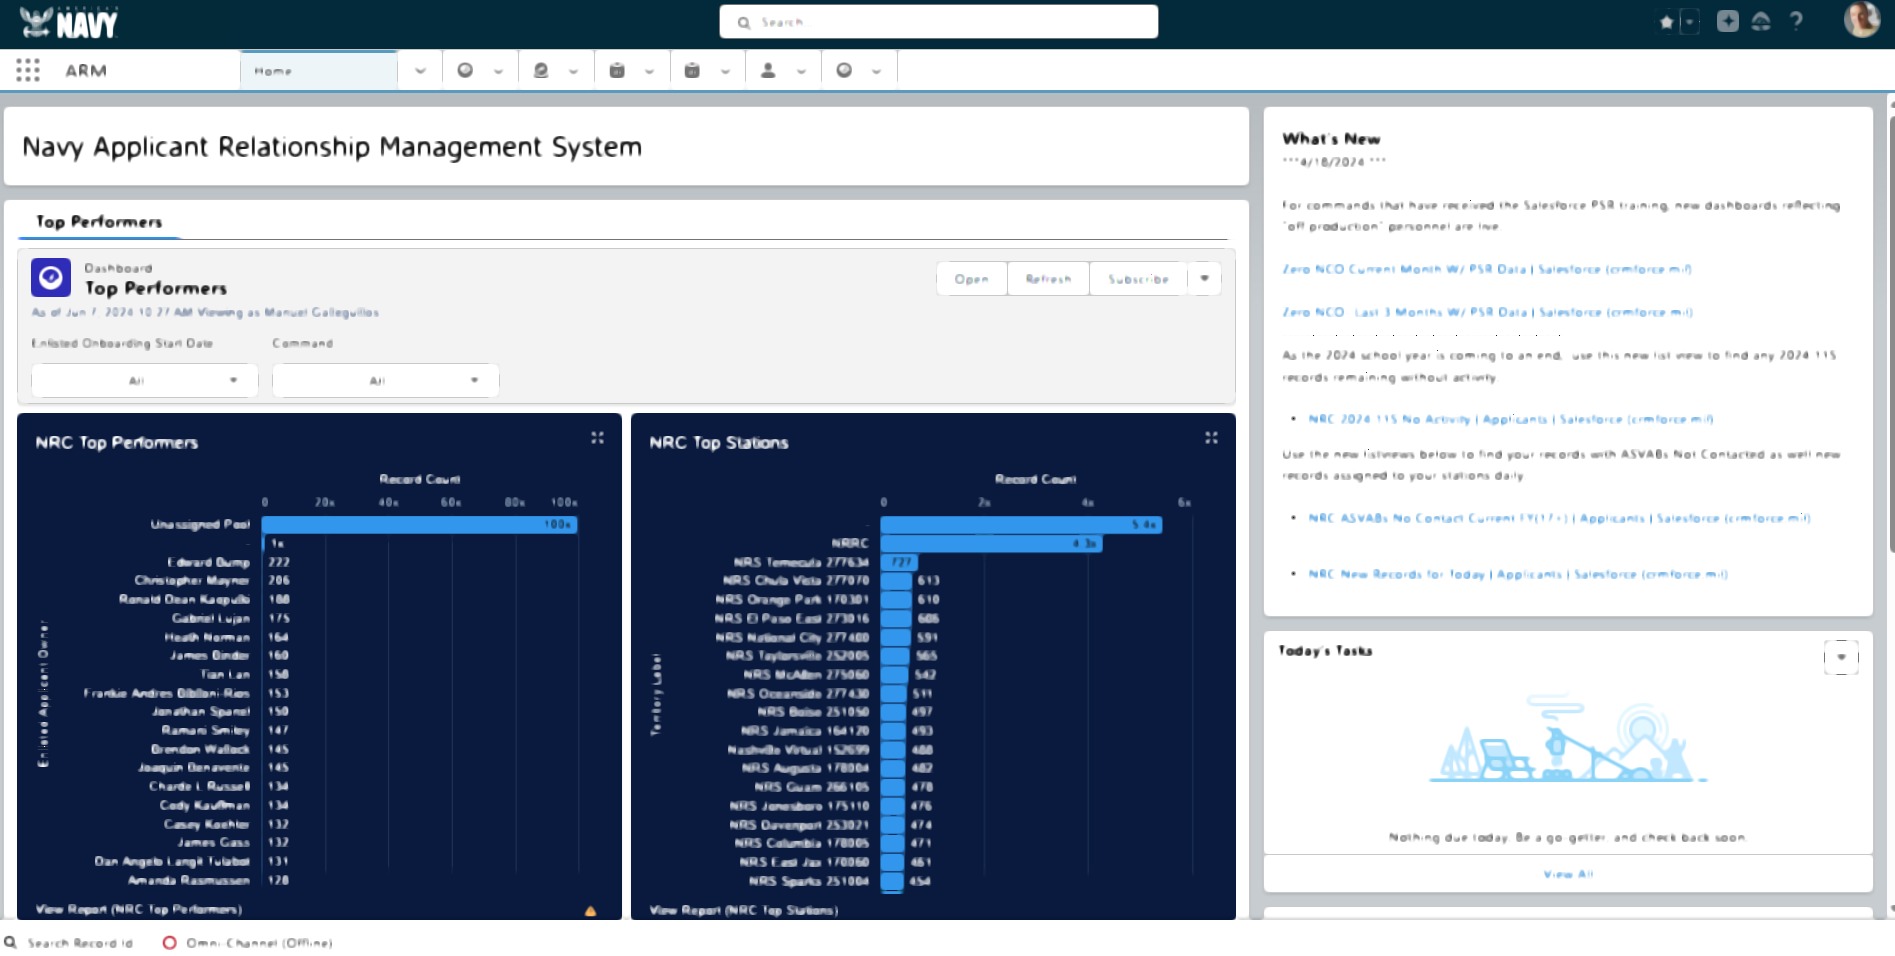 AMERICA'S
NAVY
Search...
ARM
Home
Navy Applicant Relationship Management System
Top Performers
Dashboard
Top Performers
As of Jun 7, 2024 10:27 AM Viewing as Manuel Galleguillos
Open
Refresh
Subscribe
Enlisted Onboarding Start Date
Command
All
All
NRC Top Performers
Record Count
0 20k 40k 60k 80k 100k
Enlisted Applicant Owner
Unassigned Pool 100k
- 1k
Edward Bump 222
Christopher Mayner 206
Ronald Dean 188
Gabriel Lujan 175
Heath Norman 164
James Binder 160
Tian Lan 158
Frankie Andres Bibiloni-Rios 153
Jonathan Spanel 150
Ramani Smiley 147
Brendon Wallock 145
Joaquin Benavente 145
Charde L Russell 134
Cody Kauffman 134
Casey Koehler 132
James Gass 132
Dan Angelo Langit Tulabot 131
Amanda Rasmussen 128
View Report (NRC Top Performers)
NRC Top Stations
Record Count
0 2k 4k 6k
Territory Label
- 5.4k
NRRC 4.3k
NRS Temecula 277634 727
NRS Chula Vista 277070 613
NRS Orange Park 170301 610
NRS El Paso East 273016 606
NRS National City 277400 591
NRS Taylorsville 252005 565
NRS McAllen 275060 542
NRS Oceanside 277430 511
NRS Boise 251050 497
NRS Jamaica 164120 493
Nashville Virtual 152699 488
NRS Augusta 178004 482
NRS Guam 266105 478
NRS Jonesboro 175110 476
NRS Davenport 253021 474
NRS Columbia 178005 471
NRS East Jax 170060 461
NRS Sparks 251004 454
View Report (NRC Top Stations)
What's New
***4/18/2024 ***
For commands that have received the Salesforce PSR training, new dashboards reflecting
"off production" personnel are live
Zero NCO Current Month W/ PSR Data | Salesforce (crmforce.mil)
Zero NCO Last 3 Months W/ PSR Data | Salesforce (crmforce.mil)
As the 2024 school year is coming to an end, use this new list view to find any 2024 11S
records remaining without activity.
• NRC 2024 11S No Activity | Applicants | Salesforce (crmforce.mil)
Use the new listviews below to find your records with ASVABs Not Contacted as well new
records assigned to your stations daily
• NRC ASVABs No Contact Current FY(17+) | Applicants | Salesforce (crmforce.mil)
• NRC New Records for Today | Applicants | Salesforce (crmforce.mil)
Today's Tasks
Nothing due today. Be a go-getter, and check back soon.
View All
Search Record Id
Omni-Channel (Offline)